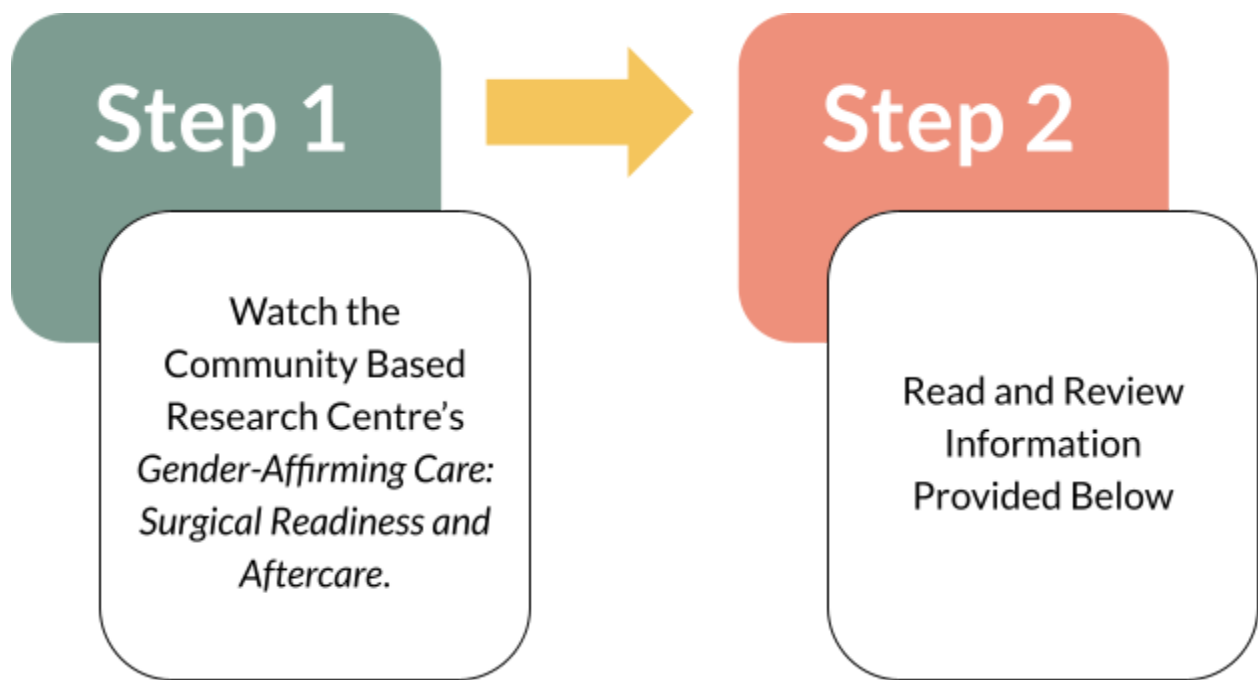 Step 1
Watch the
Community Based
Research Centre’s
Gender-Affirming Care:
Surgical Readiness and
Aftercare.
Step 2
Read and Review
Information
Provided Below